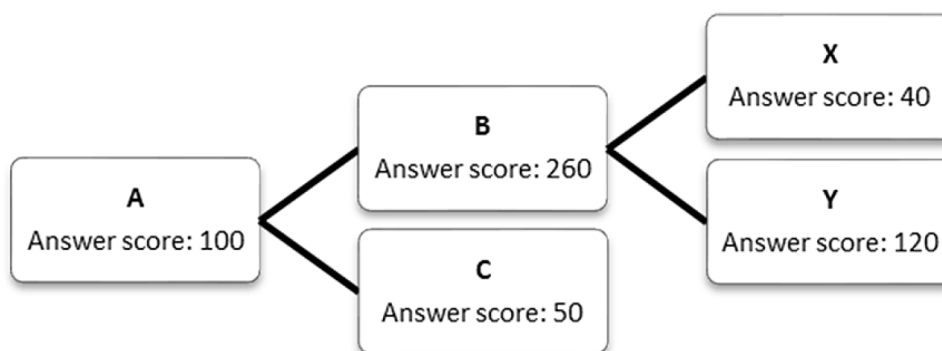 A
Answer score: 100
B
Answer score: 260
C
Answer score: 50
X
Answer score: 40
Y
Answer score: 120